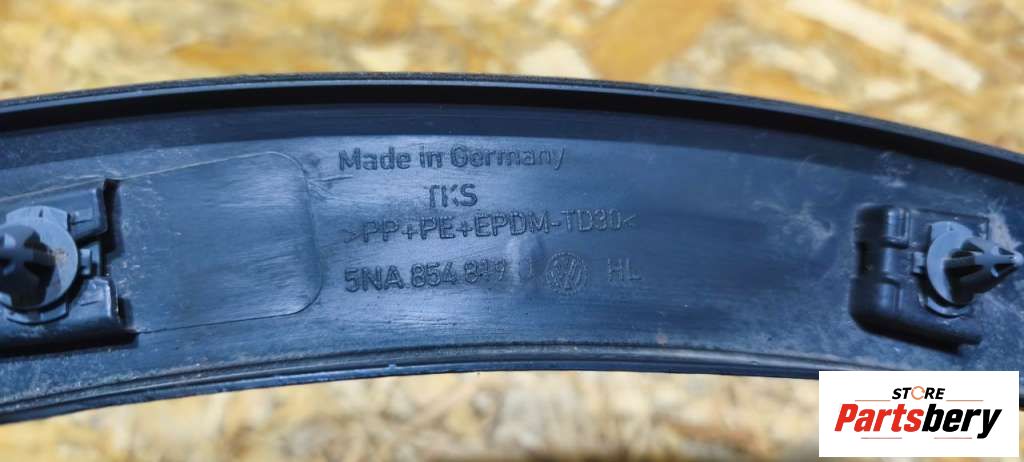 Made in Germany
TKS
>PP+PE+EPDM-TD30<
5NA 854 819 HL
STORE
Partsbery